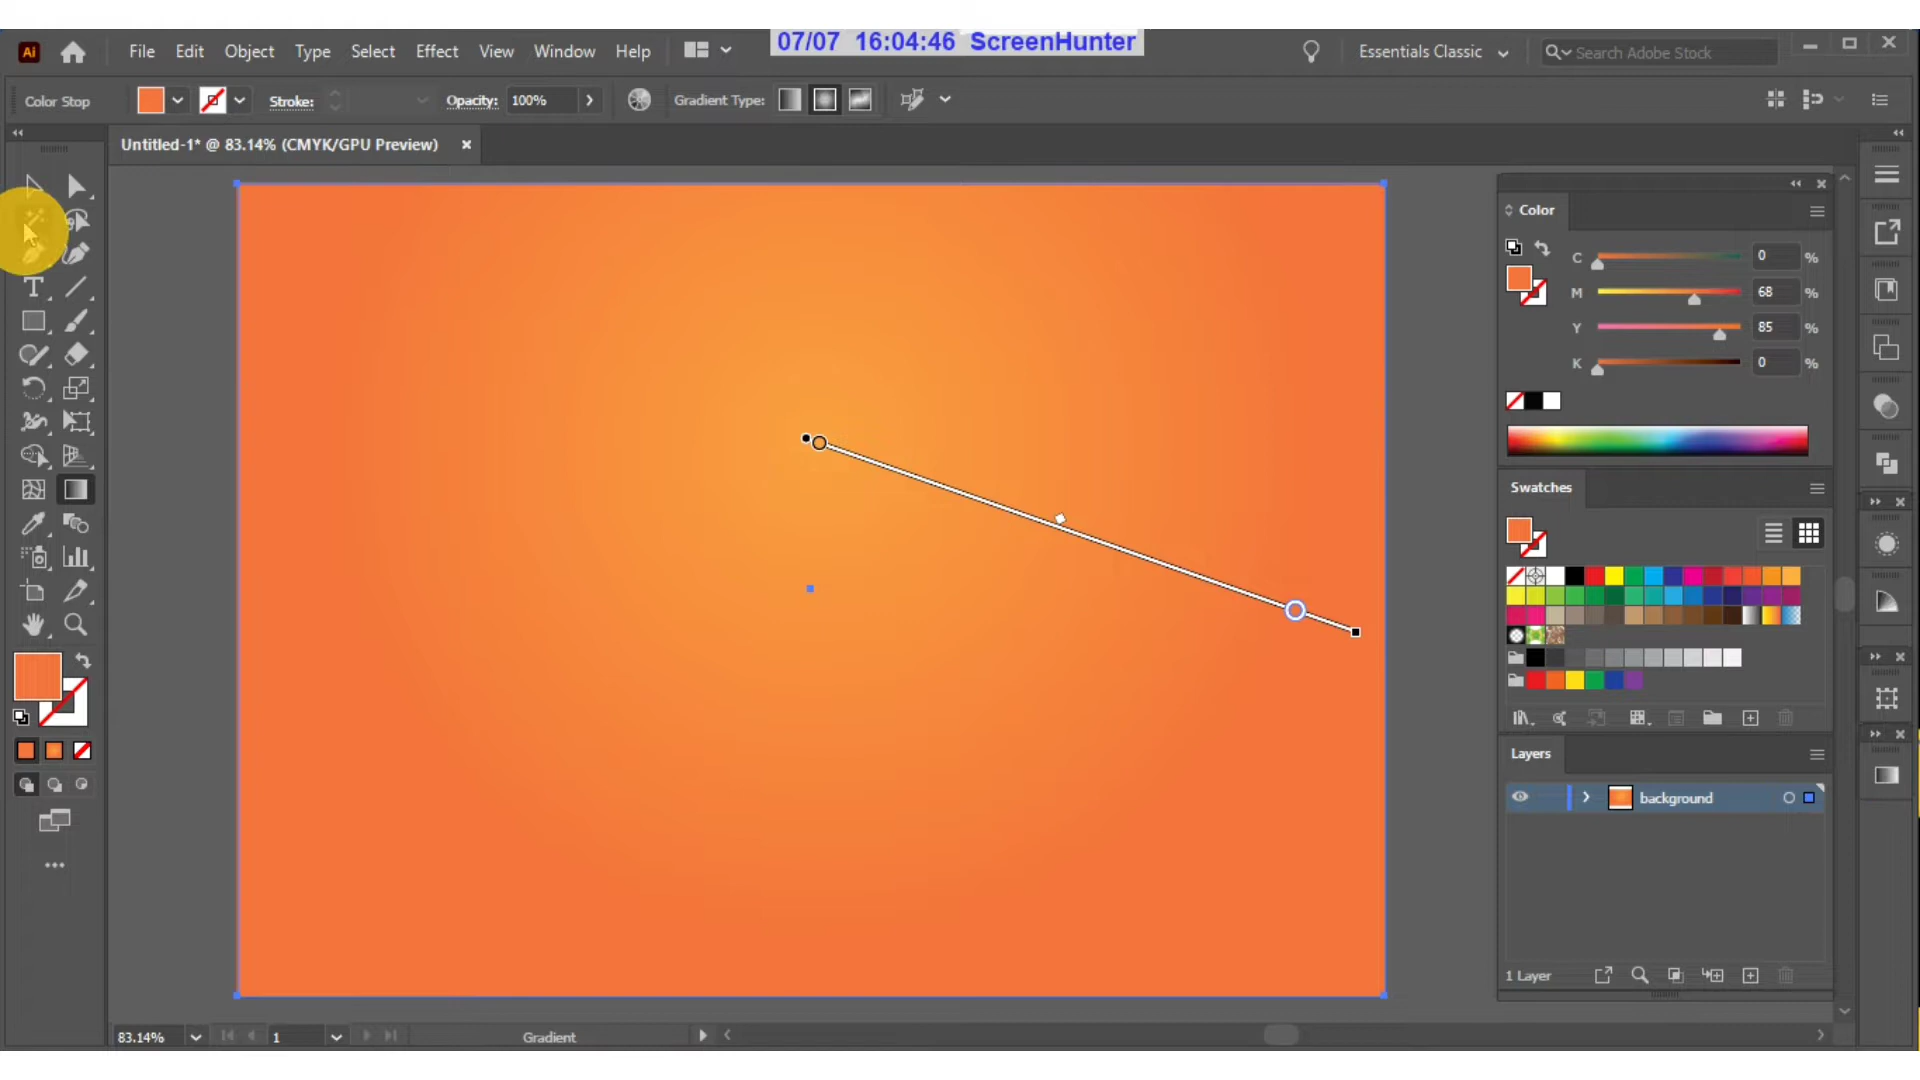 07/07 16:04:46 ScreenHunter
Ai File Edit Object Type Select Effect View Window Help Essentials Classic Search Adobe Stock
Color Stop Stroke: Opacity: 100% Gradient Type:
Untitled-1* @ 83.14% (CMYK/GPU Preview)
Color
C 0 %
M 68 %
Y 85 %
K 0 %
Swatches
Layers
background
1 Layer
83.14% 1 Gradient